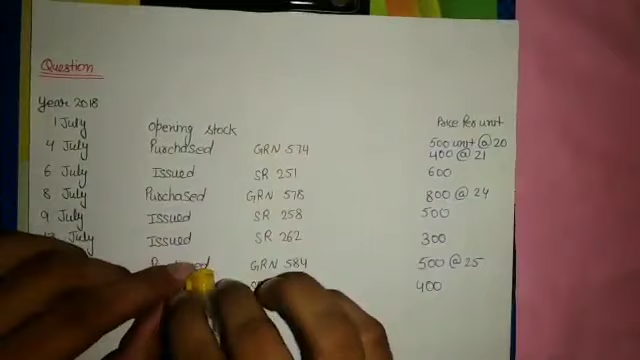 Question
Year 2018
Price Per unit
1 July opening stock 500 unit @ 20
4 July Purchased GRN 574 400 @ 21
6 July Issued SR 251 600
8 July Purchased GRN 578 800 @ 24
9 July Issued SR 258 500
July Issued SR 262 300
GRN 584 500 @ 25
400